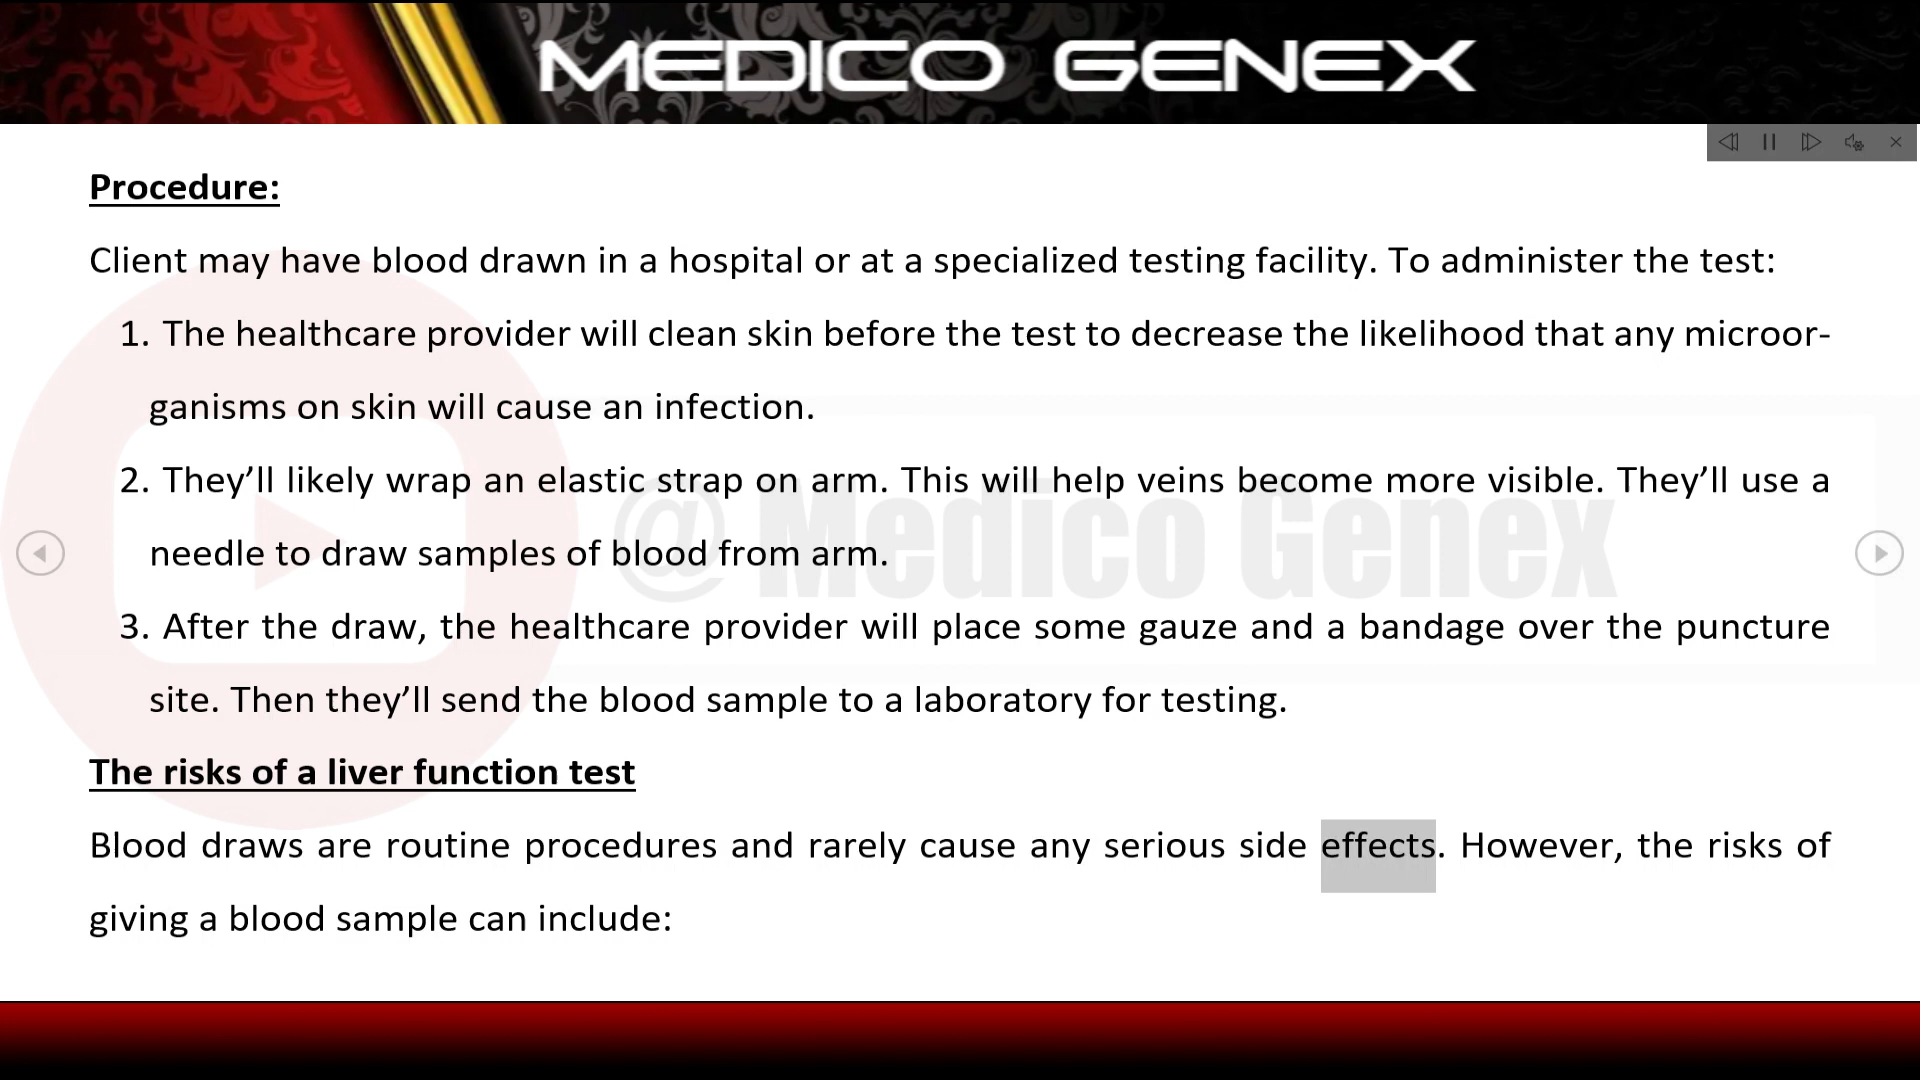 MEDICO GENEX
Procedure:
Client may have blood drawn in a hospital or at a specialized testing facility. To administer the test:
1. The healthcare provider will clean skin before the test to decrease the likelihood that any microor-
ganisms on skin will cause an infection.
2. They’ll likely wrap an elastic strap on arm. This will help veins become more visible. They’ll use a
needle to draw samples of blood from arm.
@ Medico Genex
3. After the draw, the healthcare provider will place some gauze and a bandage over the puncture
site. Then they’ll send the blood sample to a laboratory for testing.
The risks of a liver function test
Blood draws are routine procedures and rarely cause any serious side effects. However, the risks of
giving a blood sample can include: